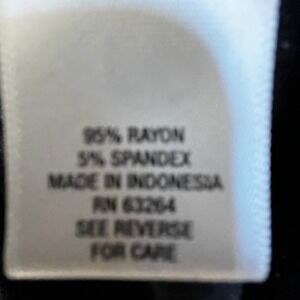 95% RAYON
5% SPANDEX
MADE IN INDONESIA
RN 63264
SEE REVERSE
FOR CARE